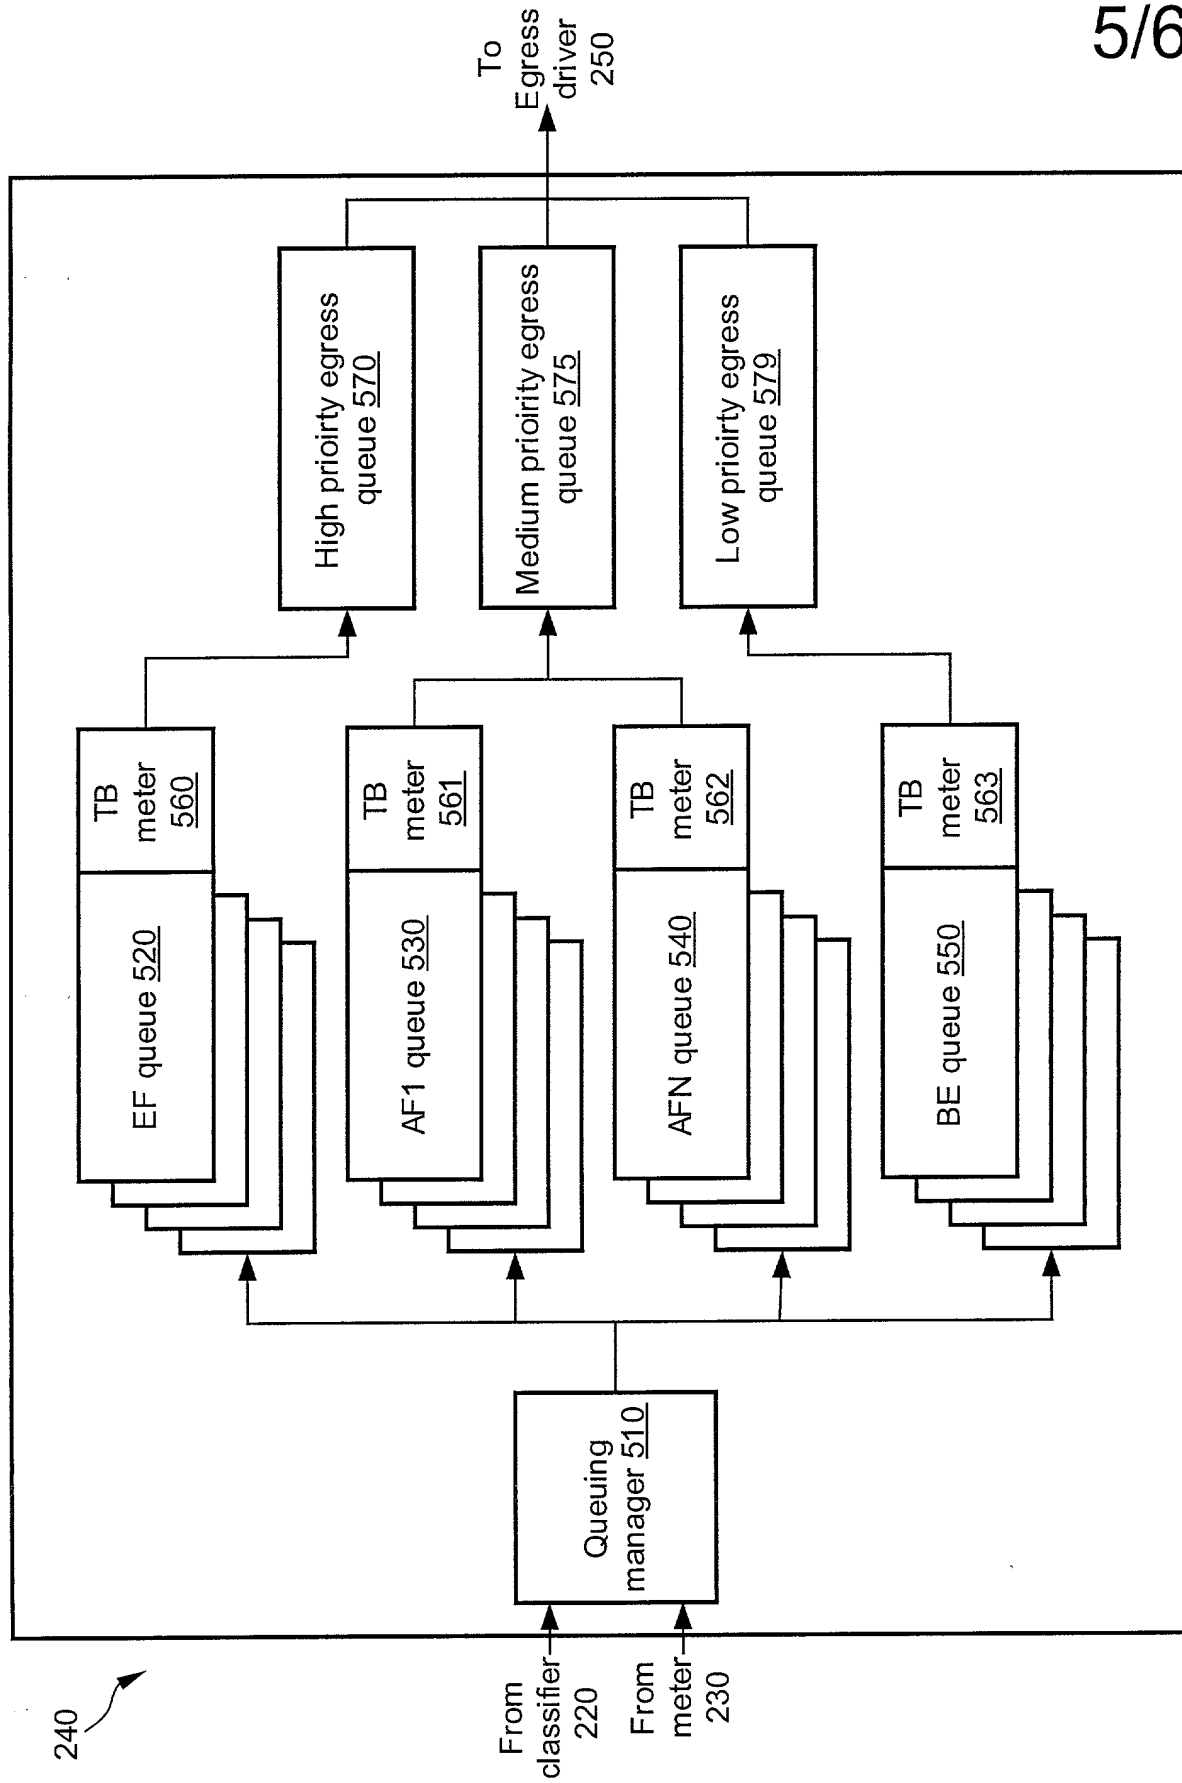 5/6
240
From
classifier
220
From
meter
230
Queuing
manager 510
EF queue 520
TB
meter
560
AF1 queue 530
TB
meter
561
AFN queue 540
TB
meter
562
BE queue 550
TB
meter
563
High prioirty egress
queue 570
Medium prioirity egress
queue 575
Low prioirty egress
queue 579
To
Egress
driver
250